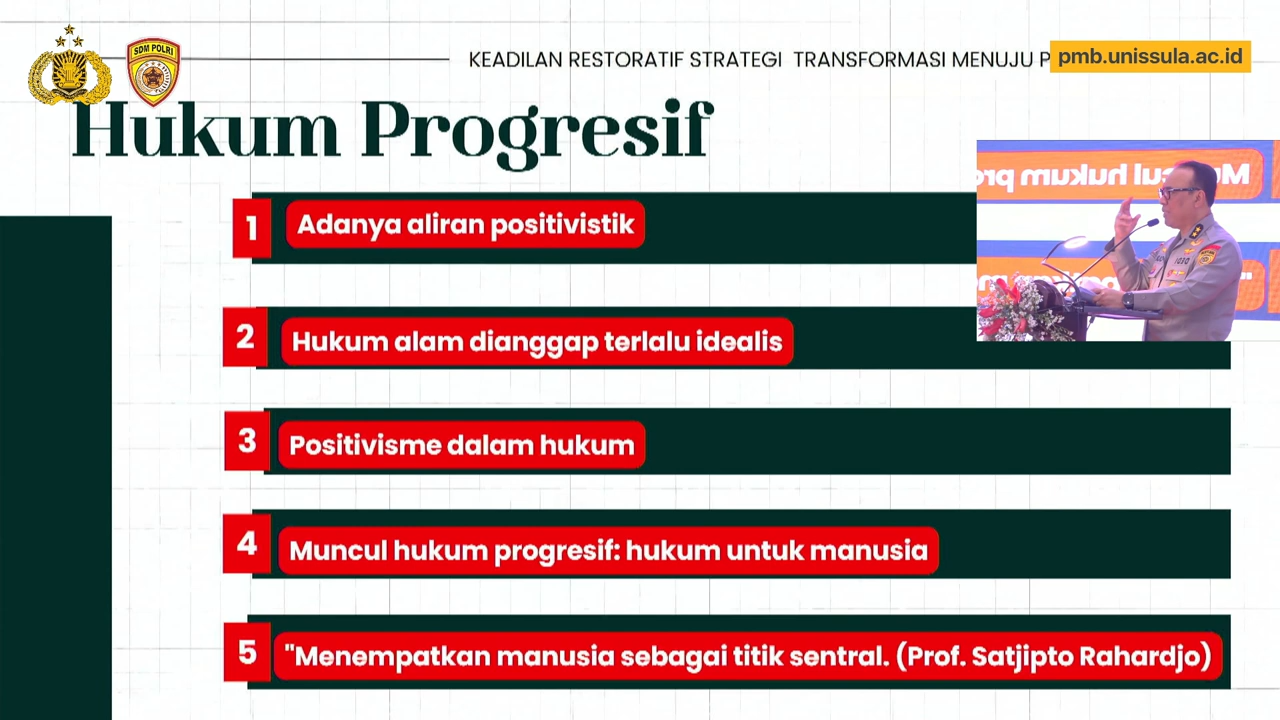 SDM POLRI
KEADILAN RESTORATIF STRATEGI TRANSFORMASI MENUJU P
pmb.unissula.ac.id
Hukum Progresif
1 Adanya aliran positivistik
2 Hukum alam dianggap terlalu idealis
3 Positivisme dalam hukum
4 Muncul hukum progresif: hukum untuk manusia
5 "Menempatkan manusia sebagai titik sentral. (Prof. Satjipto Rahardjo)